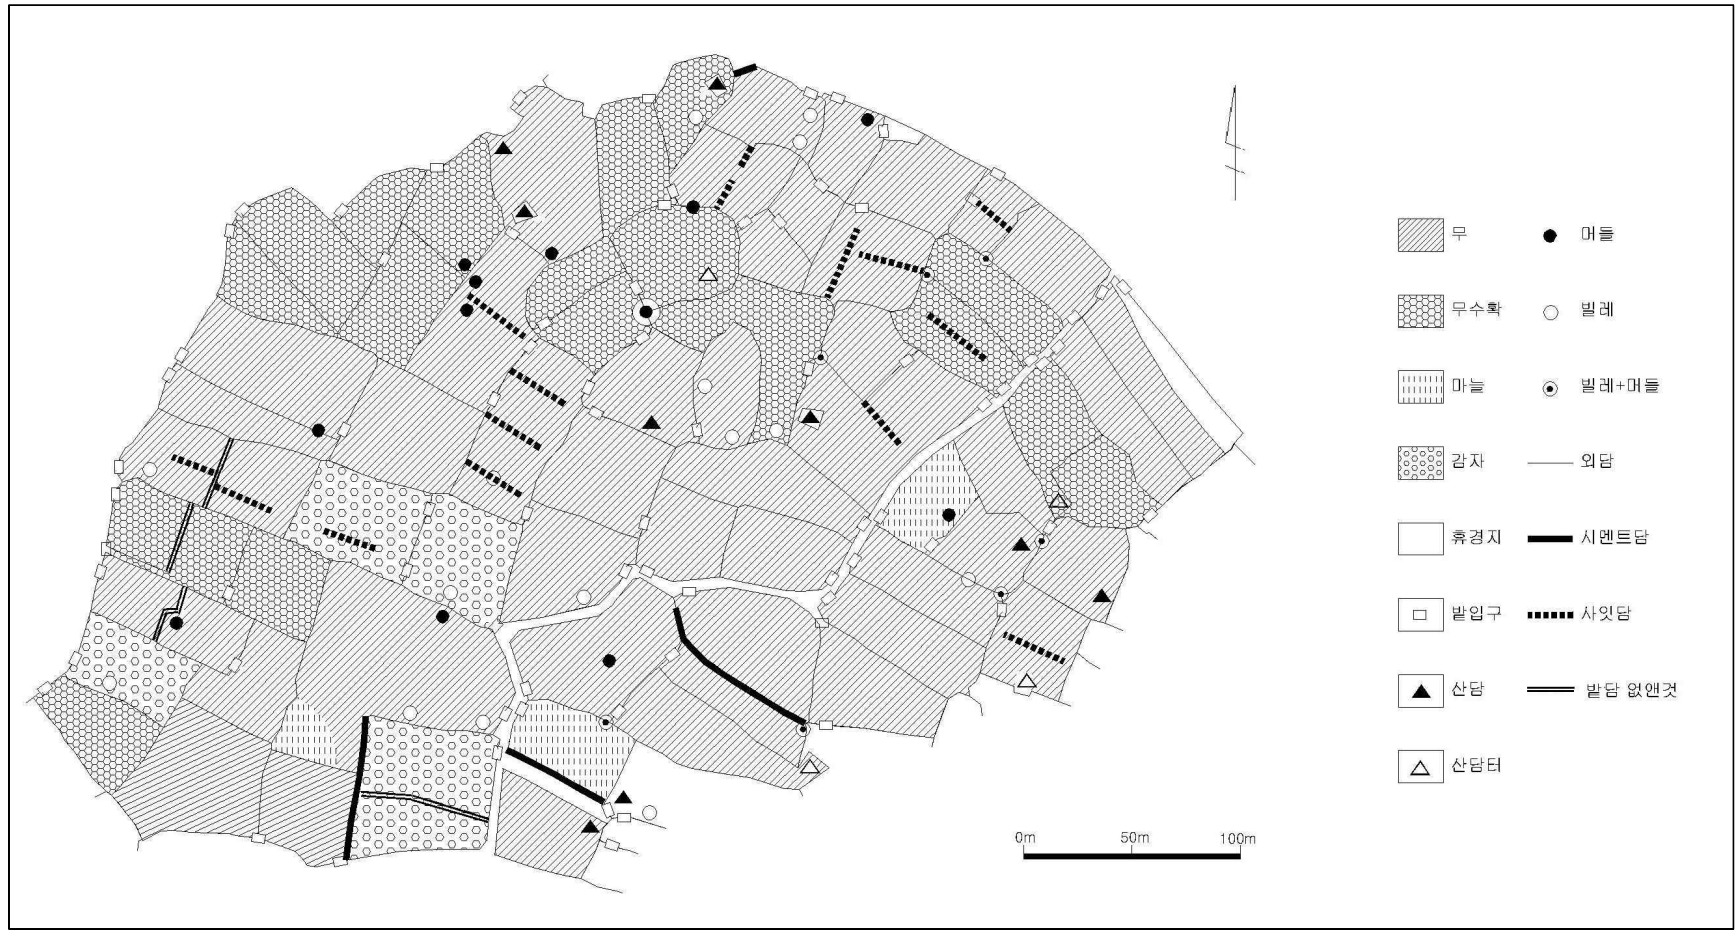 무 머들
무수확 빌레
마늘 빌레+머들
감자 외담
휴경지 시멘트담
밭입구 사잇담
산담 밭담 없앤것
산담터
0m 50m 100m